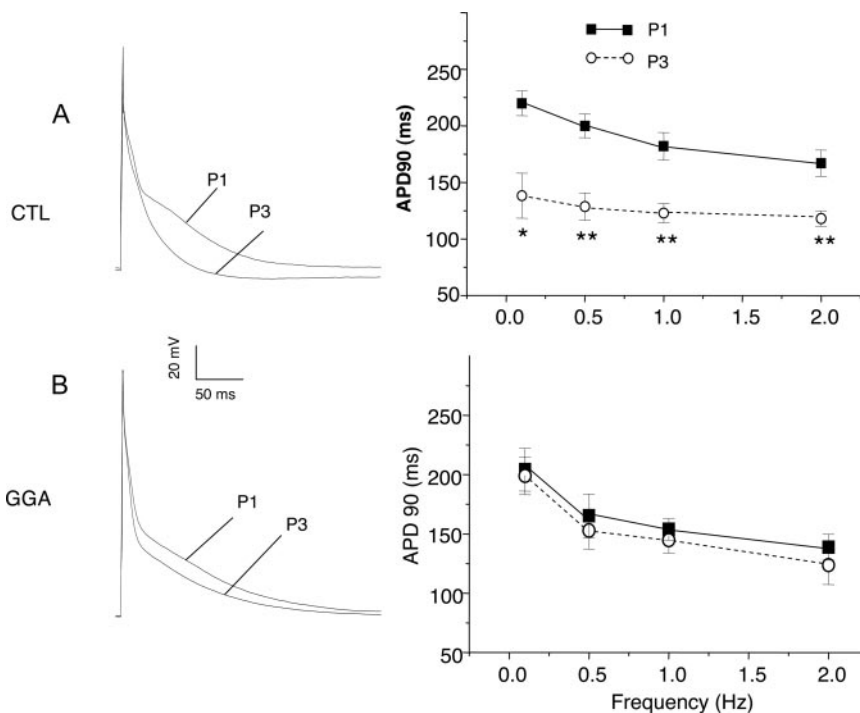 A
CTL
P1
P3
P1
P3
APD90 (ms)
250
200
150
100
50
* ** ** **
0.0 0.5 1.0 1.5 2.0
B
GGA
20 mV
50 ms
P1
P3
APD 90 (ms)
250
200
150
100
50
0.0 0.5 1.0 1.5 2.0
Frequency (Hz)